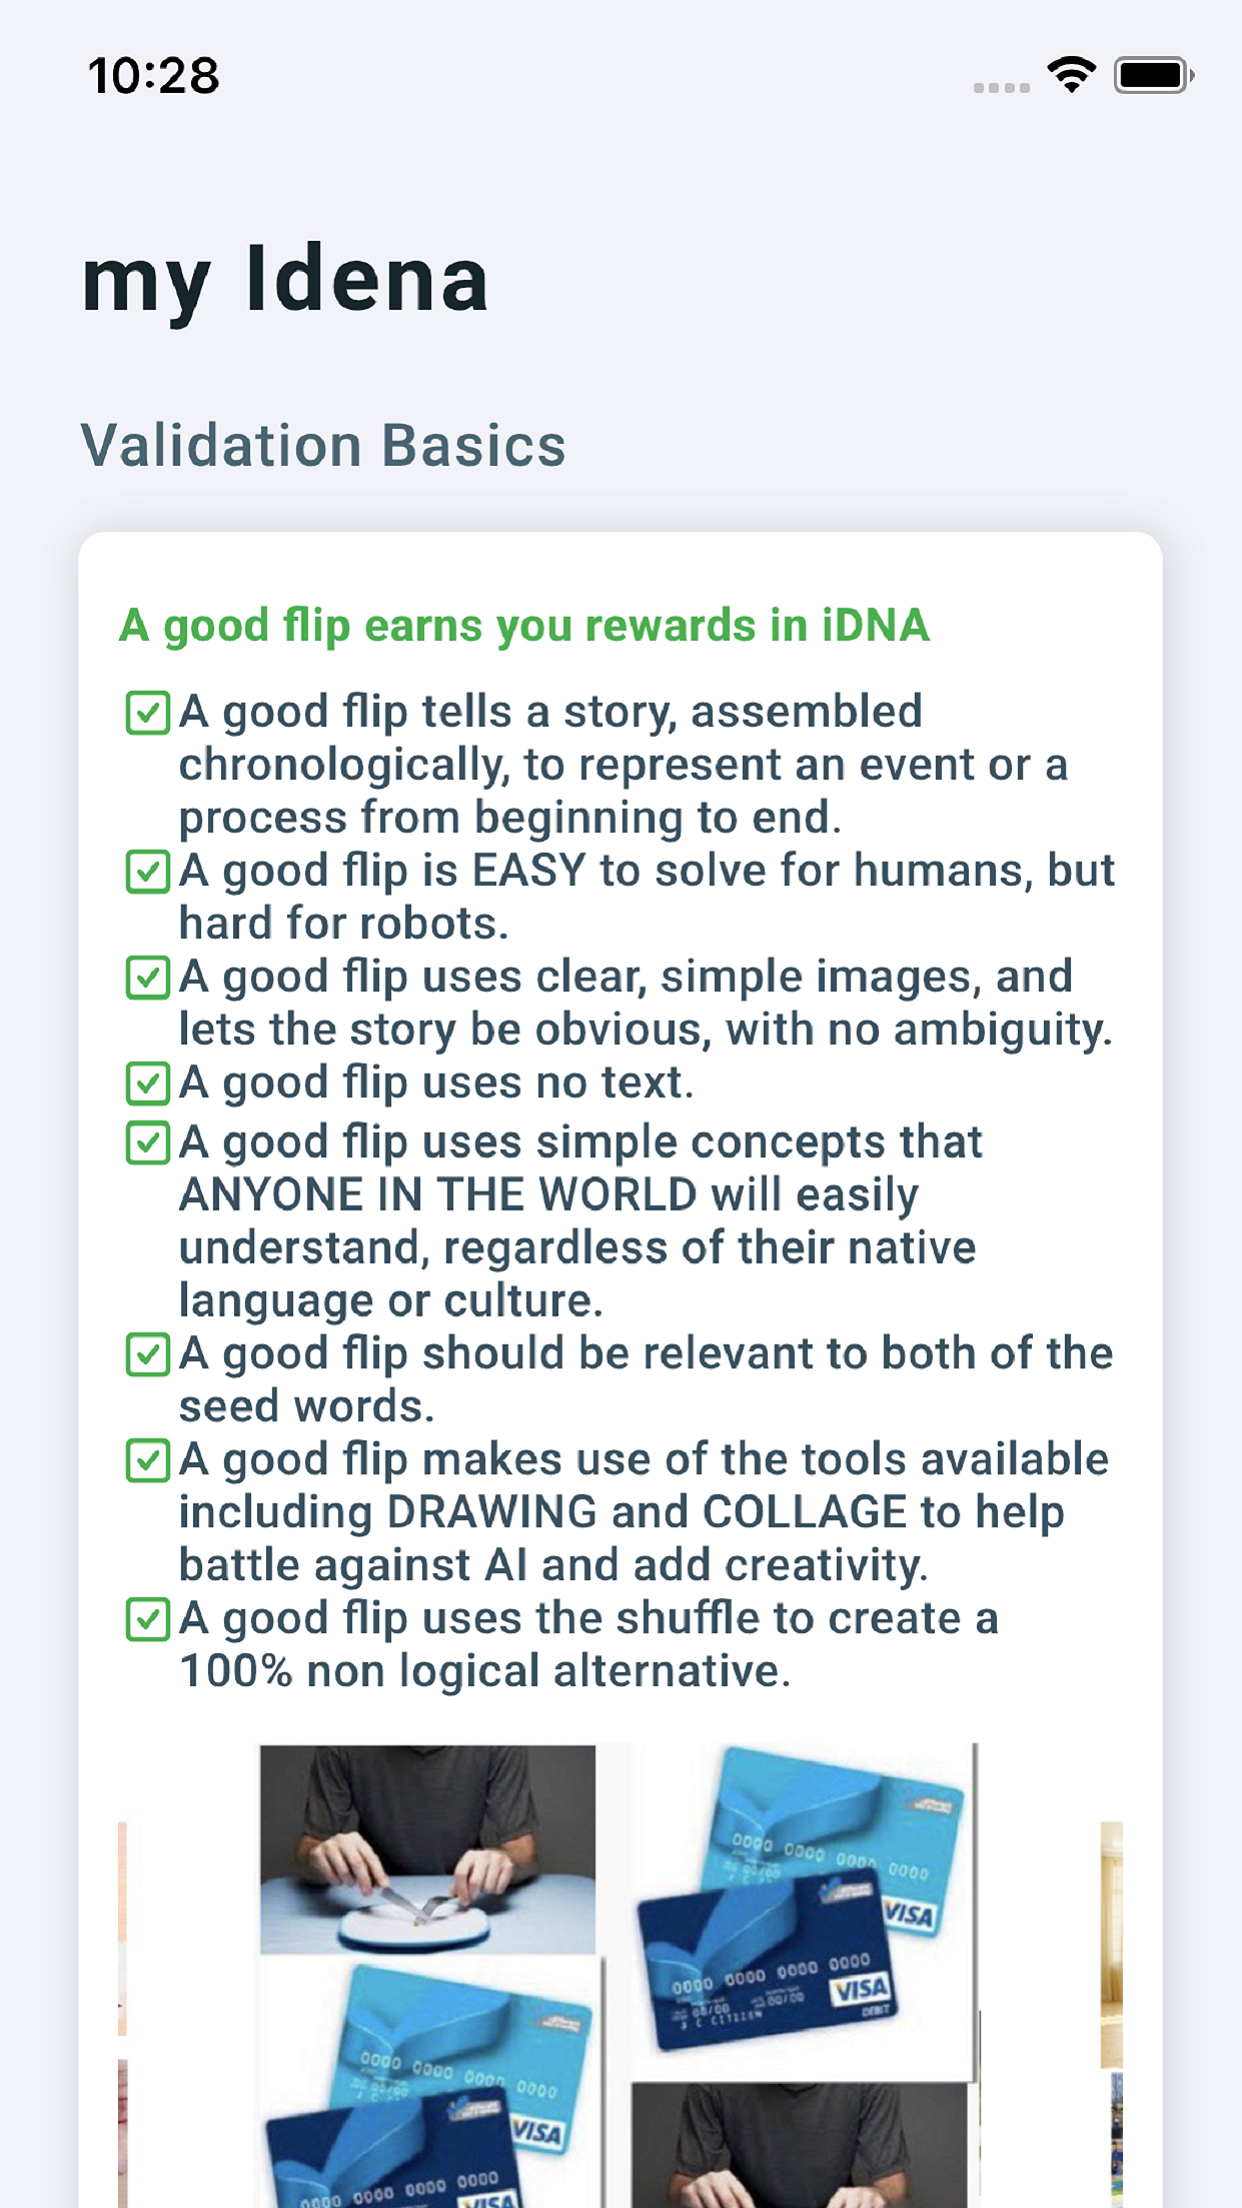 10:28
my Idena
Validation Basics
A good flip earns you rewards in iDNA
A good flip tells a story, assembled
chronologically, to represent an event or a
process from beginning to end.
A good flip is EASY to solve for humans, but
hard for robots.
A good flip uses clear, simple images, and
lets the story be obvious, with no ambiguity.
A good flip uses no text.
A good flip uses simple concepts that
ANYONE IN THE WORLD will easily
understand, regardless of their native
language or culture.
A good flip should be relevant to both of the
seed words.
A good flip makes use of the tools available
including DRAWING and COLLAGE to help
battle against AI and add creativity.
A good flip uses the shuffle to create a
100% non logical alternative.
0000 0000 0000 0000
VISA
0000 0000 0000 0000
VISA
DEBIT
J C CITIZEN
0000 0000 0000 0000
VISA
0000 0000 0000 0000
VISA